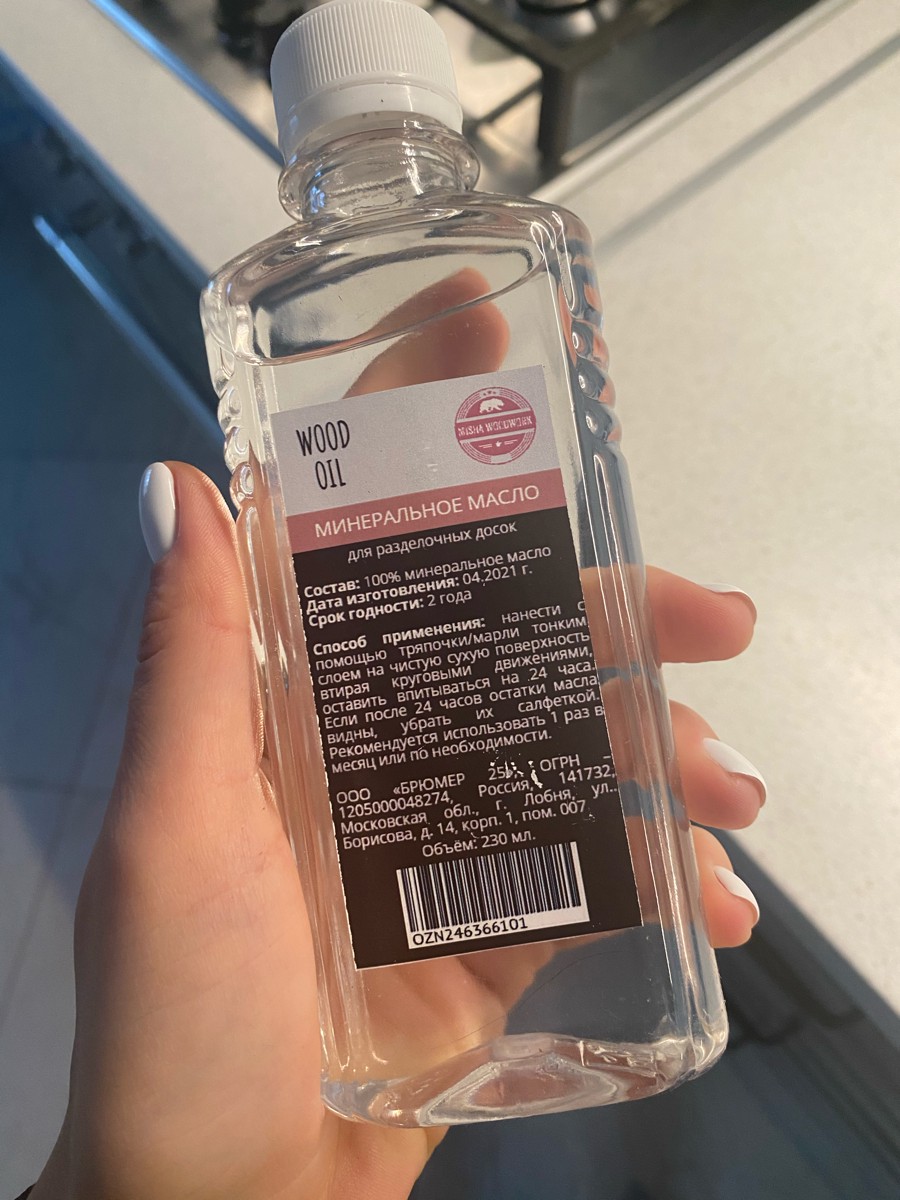 WOOD
OIL
MISHA WOODWORK
МИНЕРАЛЬНОЕ МАСЛО
для разделочных досок
Состав: 100% минеральное масло
Дата изготовления: 04.2021 г.
Срок годности: 2 года
Способ применения: нанести с
помощью тряпочки/марли тонким
слоем на чистую сухую поверхность
втирая круговыми движениями,
оставить впитываться на 24 часа.
Если после 24 часов остатки масла
видны, убрать их салфеткой.
Рекомендуется использовать 1 раз в
месяц или по необходимости.
ООО «БРЮМЕР ОГРН –
1205000048274, Россия, 141732,
Московская обл., г. Лобня, ул..
Борисова, д. 14, корп. 1, пом. 007
Объём: 230 мл.
OZN246366101